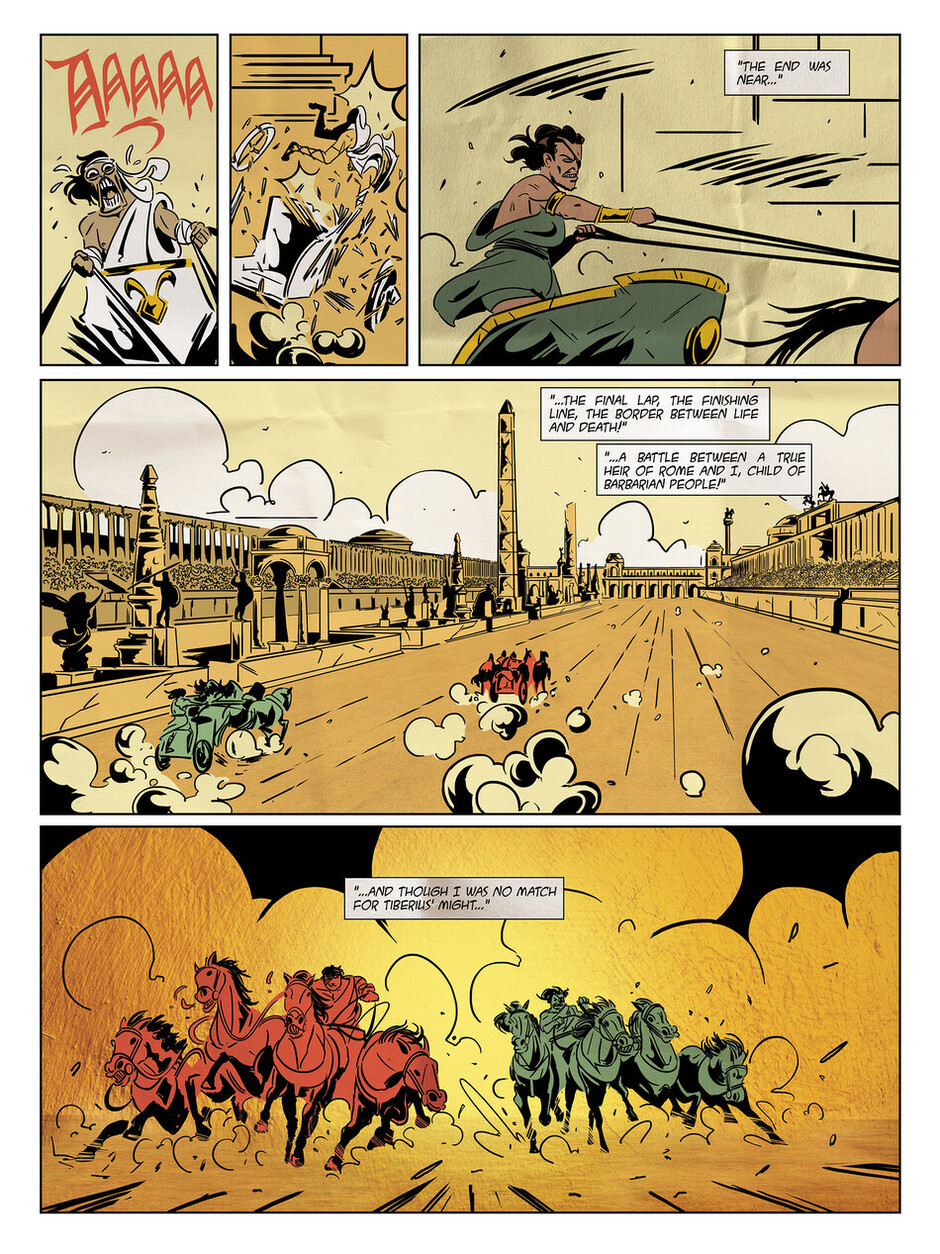 AAAAA
"THE END WAS
NEAR..."
"...THE FINAL LAP, THE FINISHING
LINE, THE BORDER BETWEEN LIFE
AND DEATH!"
"...A BATTLE BETWEEN A TRUE
HEIR OF ROME AND I, CHILD OF
BARBARIAN PEOPLE!"
"...AND THOUGH I WAS NO MATCH
FOR TIBERIUS' MIGHT..."